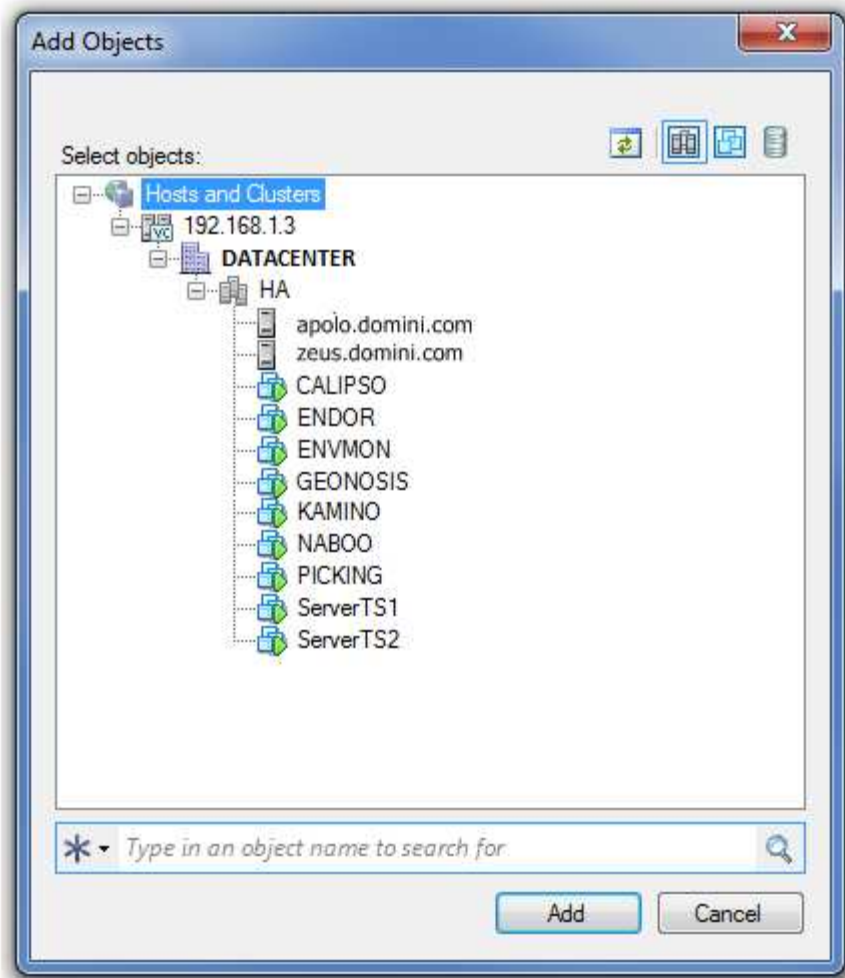 Add Objects
Select objects:
Hosts and Clusters
VC 192.168.1.3
DATACENTER
HA
apolo.domini.com
zeus.domini.com
CALIPSO
ENDOR
ENVMON
GEONOSIS
KAMINO
NABOO
PICKING
ServerTS1
ServerTS2
Type in an object name to search for
Add Cancel